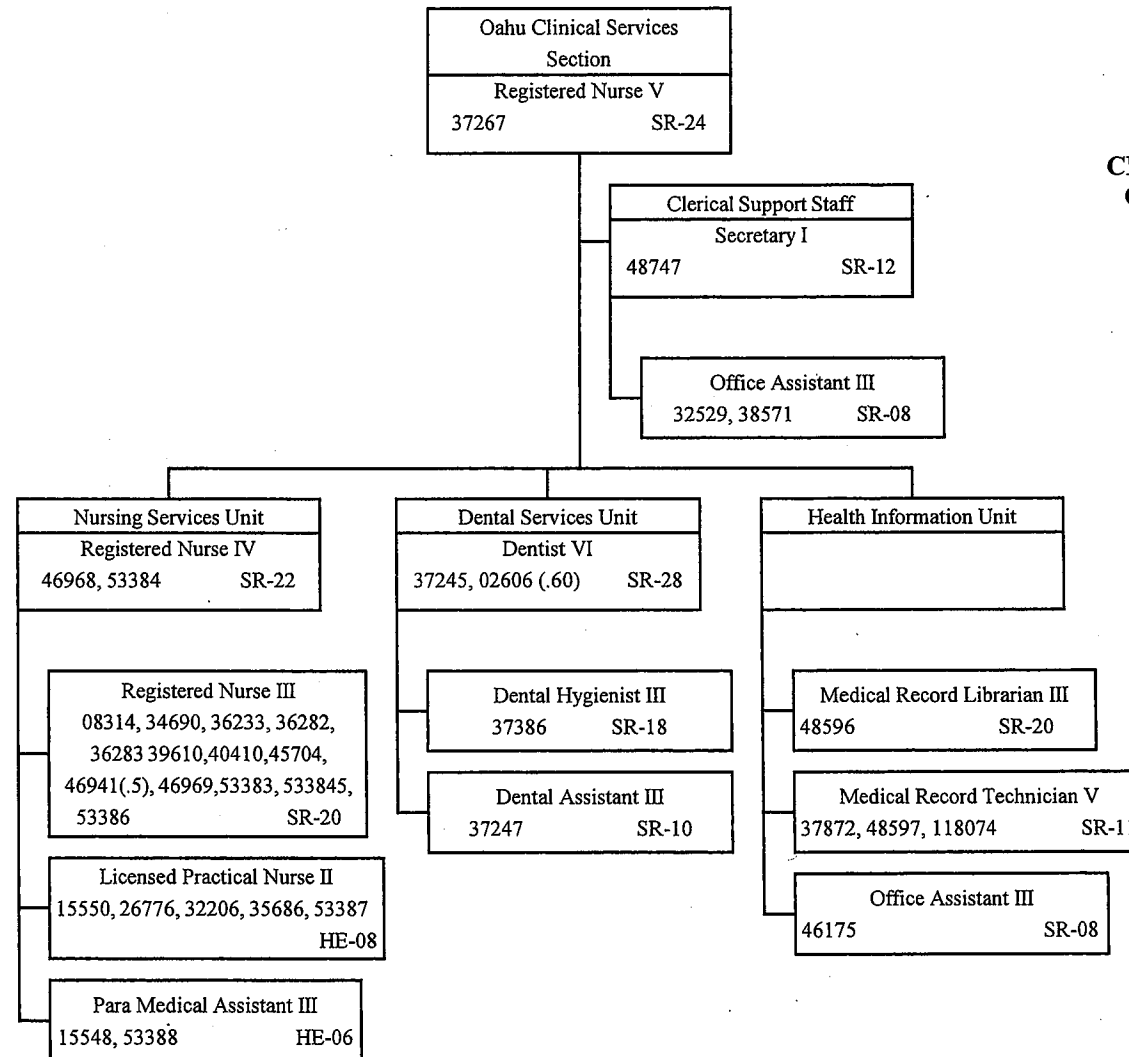 Oahu Clinical Services
Section
Registered Nurse V
37267 SR-24
Clerical Support Staff
Secretary I
48747 SR-12
Office Assistant III
32529, 38571 SR-08
Nursing Services Unit
Registered Nurse IV
46968, 53384 SR-22
Registered Nurse III
08314, 34690, 36233, 36282,
36283 39610,40410,45704,
46941(.5), 46969,53383, 533845,
53386 SR-20
Licensed Practical Nurse II
15550, 26776, 32206, 35686, 53387
HE-08
Para Medical Assistant III
15548, 53388 HE-06
Dental Services Unit
Dentist VI
37245, 02606 (.60) SR-28
Dental Hygienist III
37386 SR-18
Dental Assistant III
37247 SR-10
Health Information Unit
Medical Record Librarian III
48596 SR-20
Medical Record Technician V
37872, 48597, 118074 SR-11
Office Assistant III
46175 SR-08